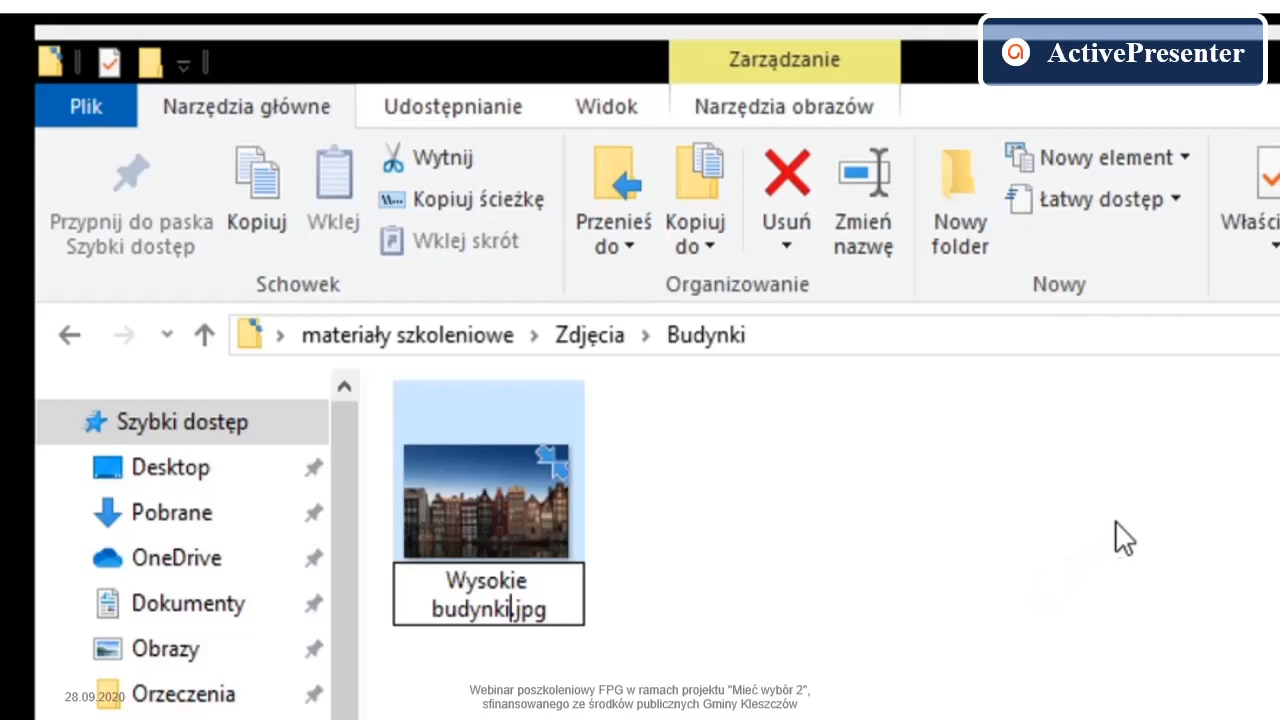 Zarządzanie
ActivePresenter
Plik
Narzędzia główne
Udostępnianie
Widok
Narzędzia obrazów
Przypnij do paska
Szybki dostęp
Kopiuj
Wklej
Wytnij
Kopiuj ścieżkę
Wklej skrót
Przenieś
do
Kopiuj
do
Usuń
Zmień
nazwę
Nowy
folder
Nowy element
Łatwy dostęp
Schowek
Organizowanie
Nowy
materiały szkoleniowe
Zdjęcia
Budynki
Szybki dostęp
Desktop
Pobrane
OneDrive
Dokumenty
Obrazy
Orzeczenia
Wysokie
budynki.jpg
28.09.2020
Webinar poszkoleniowy FPG w ramach projektu "Mieć wybór 2",
sfinansowanego ze środków publicznych Gminy Kleszczów